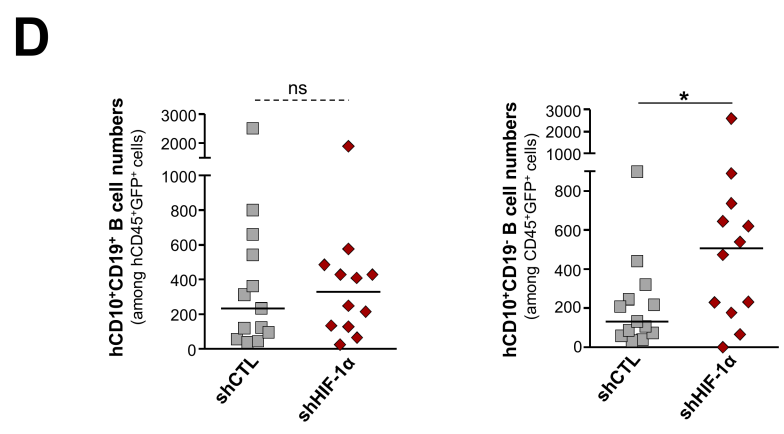 D
hCD10⁺CD19⁺ B cell numbers
(among hCD45⁺GFP⁺ cells)
3000
2000
1000
800
600
400
200
0
ns
shCTL
shHIF-1α
hCD10⁺CD19⁻ B cell numbers
(among CD45⁺GFP⁺ cells)
3000
2000
1000
800
600
400
200
0
*
shCTL
shHIF-1α